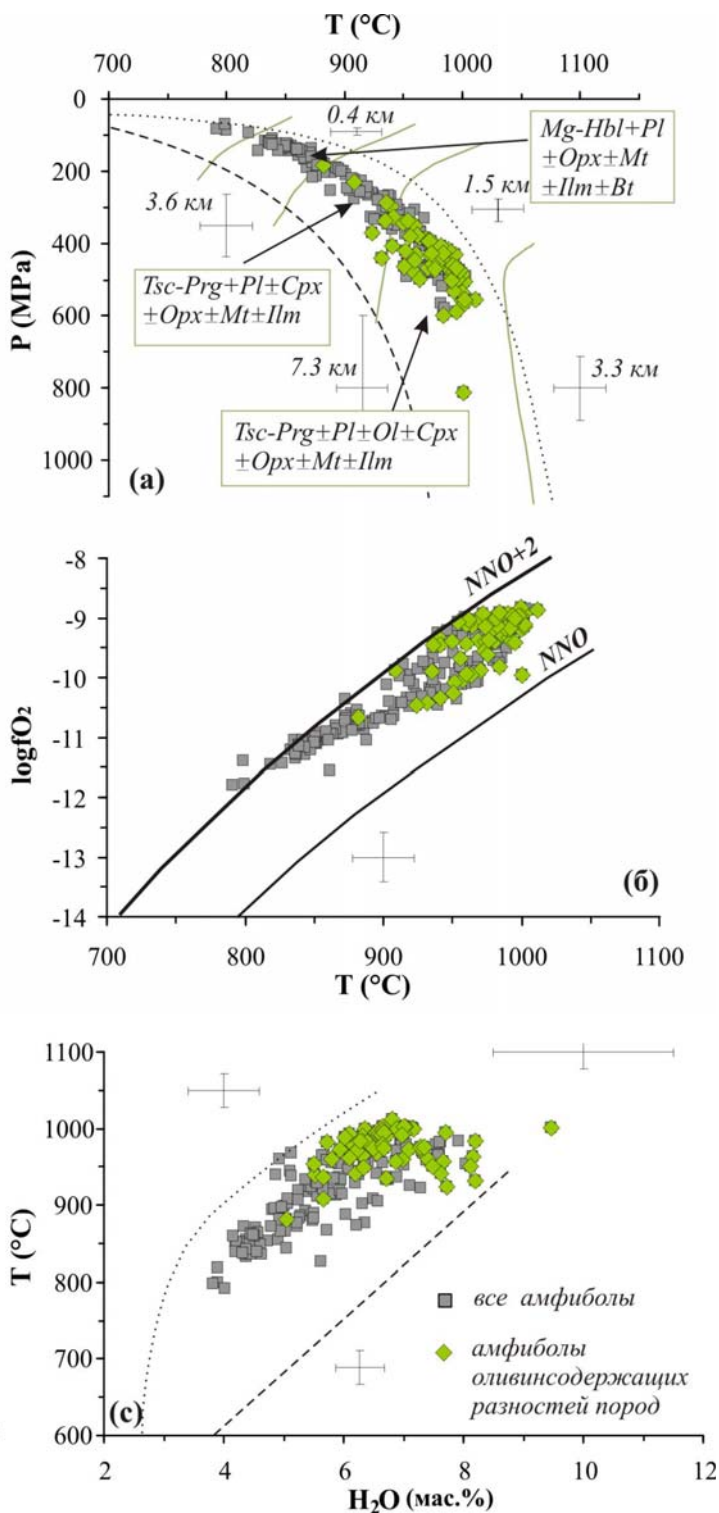 T (°C)
700 800 900 1000 1100
0
200
400
600
800
1000
P (MPa)
0.4 км
Mg-Hbl+Pl
±Opx±Mt
±Ilm±Bt
3.6 км
1.5 км
Tsc-Prg+Pl±Cpx
±Opx±Mt±Ilm
7.3 км
3.3 км
Tsc-Prg±Pl±Ol±Cpx
±Opx±Mt±Ilm
(а)
-8
-9
-10
-11
-12
-13
-14
logfO2
NNO+2
NNO
(б)
700 800 900 1000 1100
T (°C)
1100
1000
900
800
700
600
T (°C)
все амфиболы
амфиболы
оливинсодержащих
разностей пород
(c)
2 4 6 8 10 12
H2O (мас.%)